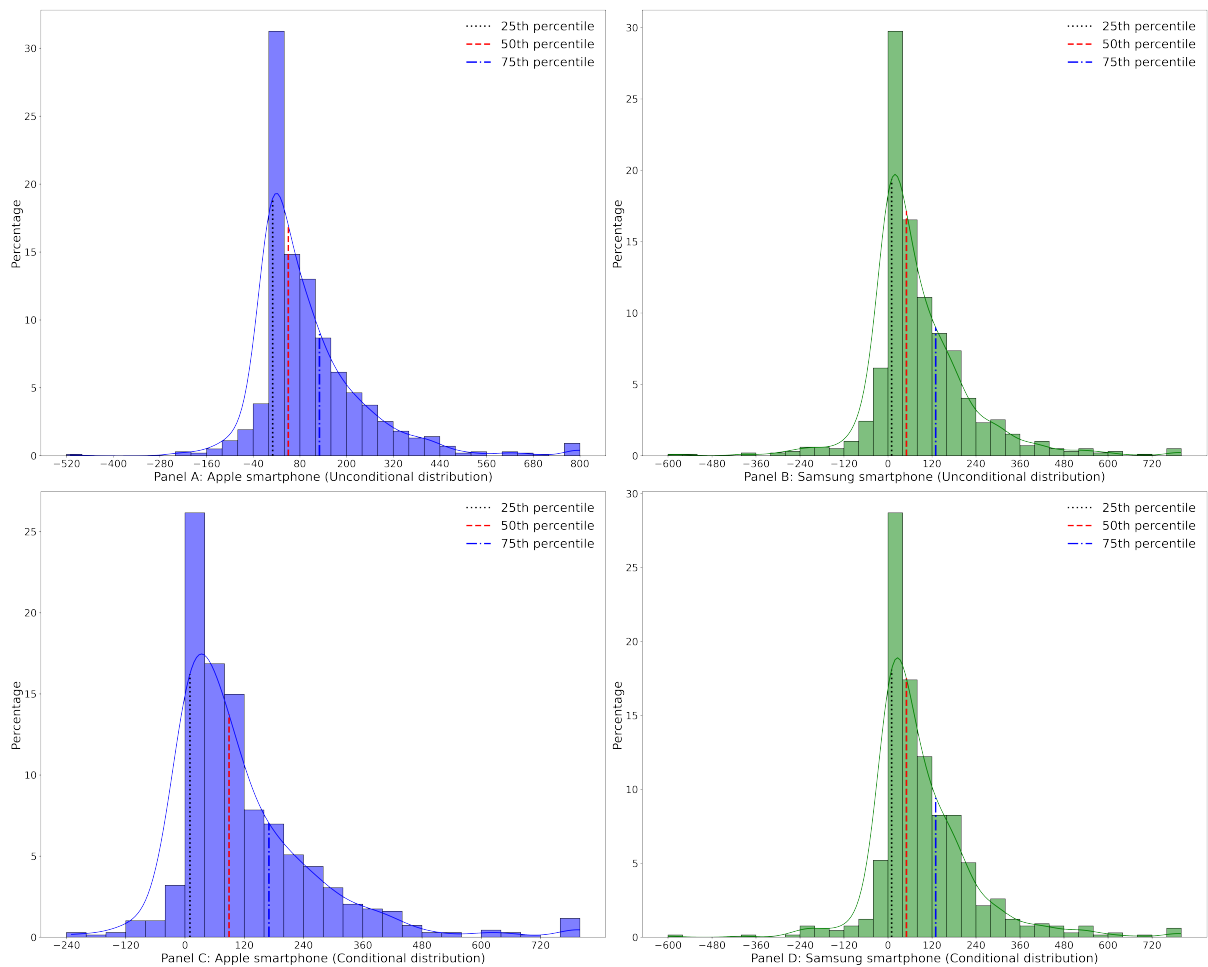 25th percentile
50th percentile
75th percentile
Percentage
30
25
20
15
10
5
0
−520 −400 −280 −160 −40 80 200 320 440 560 680 800
Panel A: Apple smartphone (Unconditional distribution)
25th percentile
50th percentile
75th percentile
Percentage
30
25
20
15
10
5
0
−600 −480 −360 −240 −120 0 120 240 360 480 600 720
Panel B: Samsung smartphone (Unconditional distribution)
25th percentile
50th percentile
75th percentile
Percentage
25
20
15
10
5
0
−240 −120 0 120 240 360 480 600 720
Panel C: Apple smartphone (Conditional distribution)
25th percentile
50th percentile
75th percentile
Percentage
30
25
20
15
10
5
0
−600 −480 −360 −240 −120 0 120 240 360 480 600 720
Panel D: Samsung smartphone (Conditional distribution)